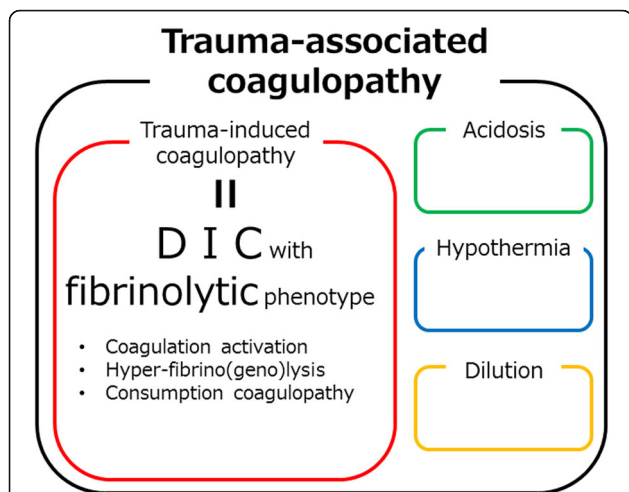 Trauma-associated
coagulopathy
Trauma-induced
coagulopathy
=
D I C with
fibrinolytic phenotype
• Coagulation activation
• Hyper-fibrino(geno)lysis
• Consumption coagulopathy
Acidosis
Hypothermia
Dilution